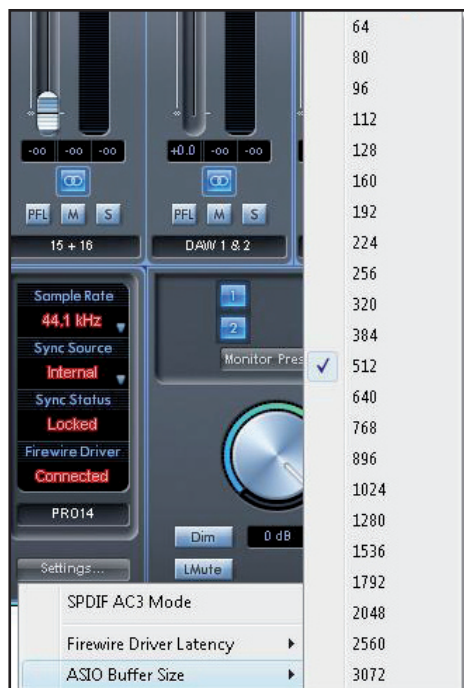 -oo -oo -oo
+0.0 -oo -oo
PFL M S
PFL M S
15 + 16
DAW 1 & 2
Sample Rate
44.1 kHz
Sync Source
Internal
Sync Status
Locked
Firewire Driver
Connected
PRO14
Settings...
1
2
Monitor Pres
Dim
0 dB
LMute
SPDIF AC3 Mode
Firewire Driver Latency
ASIO Buffer Size
64
80
96
112
128
160
192
224
256
320
384
512
640
768
896
1024
1280
1536
1792
2048
2560
3072